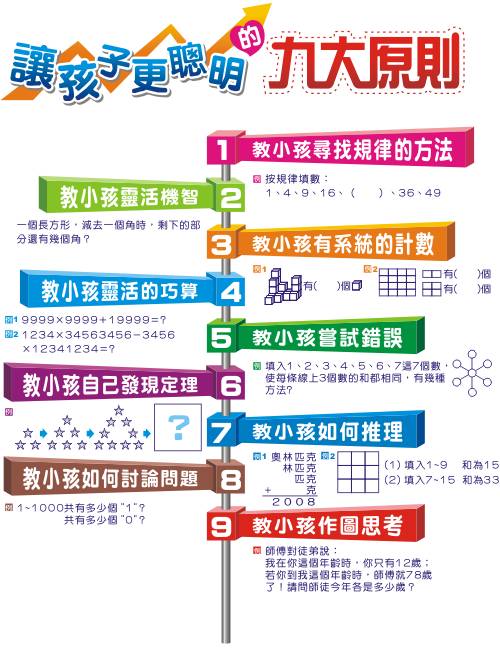 讓孩子更聰明的九大原則
1 教小孩尋找規律的方法
例 按規律填數：
1、4、9、16、（　）、36、49
教小孩靈活機智 2
一個長方形，減去一個角時，剩下的部
分還有幾個角？
3 教小孩有系統的計數
例1 有(　)個
例2 有(　)個
有(　)個
教小孩靈活的巧算 4
例1 9999×9999+19999=?
例2 1234×34563456-3456
×12341234=?
5 教小孩嘗試錯誤
例 填入1、2、3、4、5、6、7這7個數，
使每條線上3個數的和都相同，有幾種
方法?
教小孩自己發現定理 6
例
?
7 教小孩如何推理
例1 奧林匹克
林匹克
匹克
+ 克
2008
例2 (1) 填入1~9 和為15
(2) 填入7~15 和為33
教小孩如何討論問題 8
例 1~1000共有多少個 "1"?
共有多少個 "0"?
9 教小孩作圖思考
例 師傅對徒弟說：
我在你這個年齡時，你只有12歲；
若你到我這個年齡時，師傅就78歲
了！請問師徒今年各是多少歲？